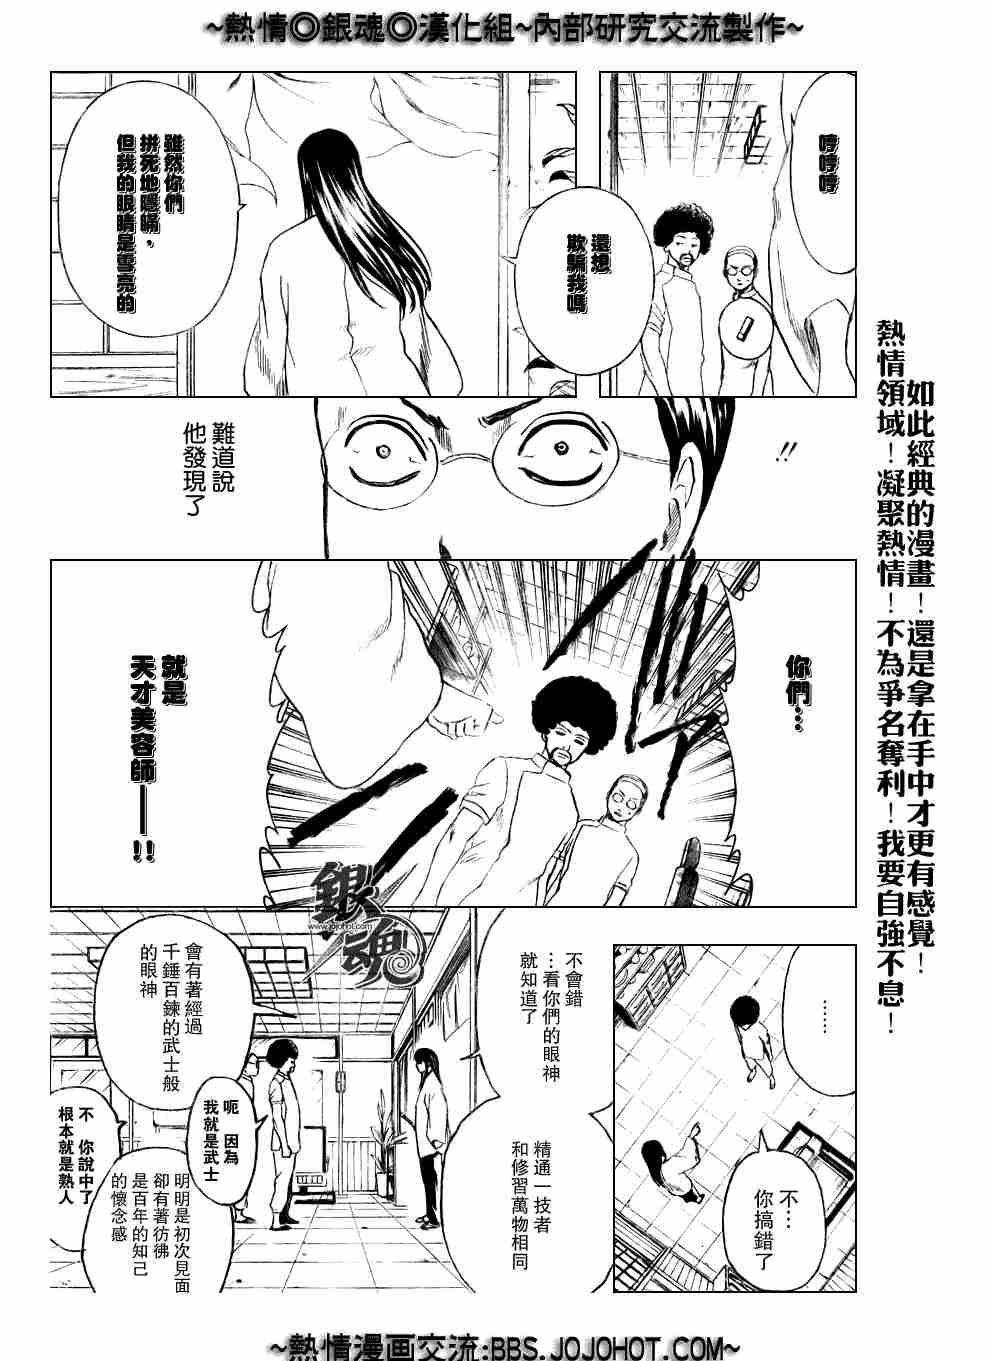 ~熱情◎銀魂◎漢化組~內部研究交流製作~
哼哼哼
還想
欺騙我嗎
雖然你們
拼死地隱瞞，
但我的眼睛是雪亮的
!!
難道說
他發現了
你們…
就是
天才美容師——!!
……
不…
你搞錯了
不會錯
…看你們的眼神
就知道了
精通一技者
和修習萬物相同
會有著經過
千錘百鍊的武士般
的眼神
呃 因為
我就是武士
明明是初次見面
卻有著彷彿
是百年的知己
的懷念感
不 你說中了
根本就是熟人
銀魂
www.jojohot.com
如此經典的漫畫！還是拿在手中才更有感覺！
熱情領域！凝聚熱情！不為爭名奪利！我要自強不息！
~熱情漫画交流:BBS.JOJOHOT.COM~